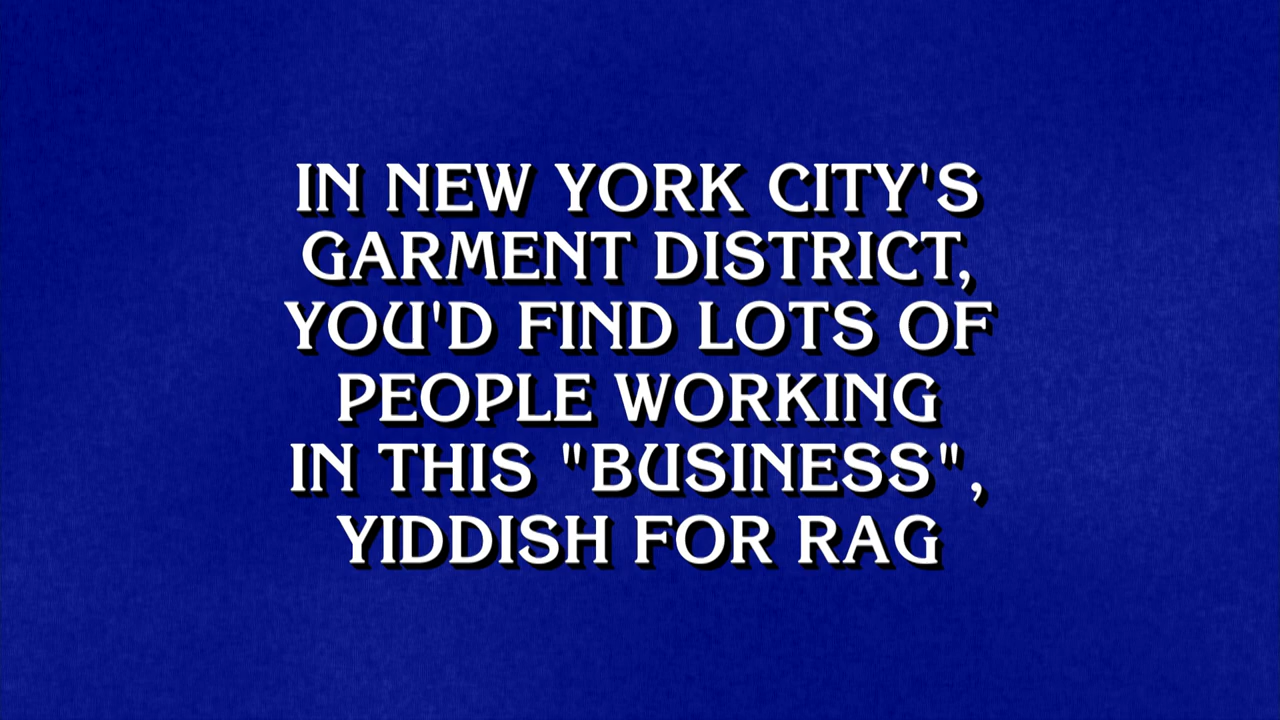 IN NEW YORK CITY'S
GARMENT DISTRICT,
YOU'D FIND LOTS OF
PEOPLE WORKING
IN THIS "BUSINESS",
YIDDISH FOR RAG